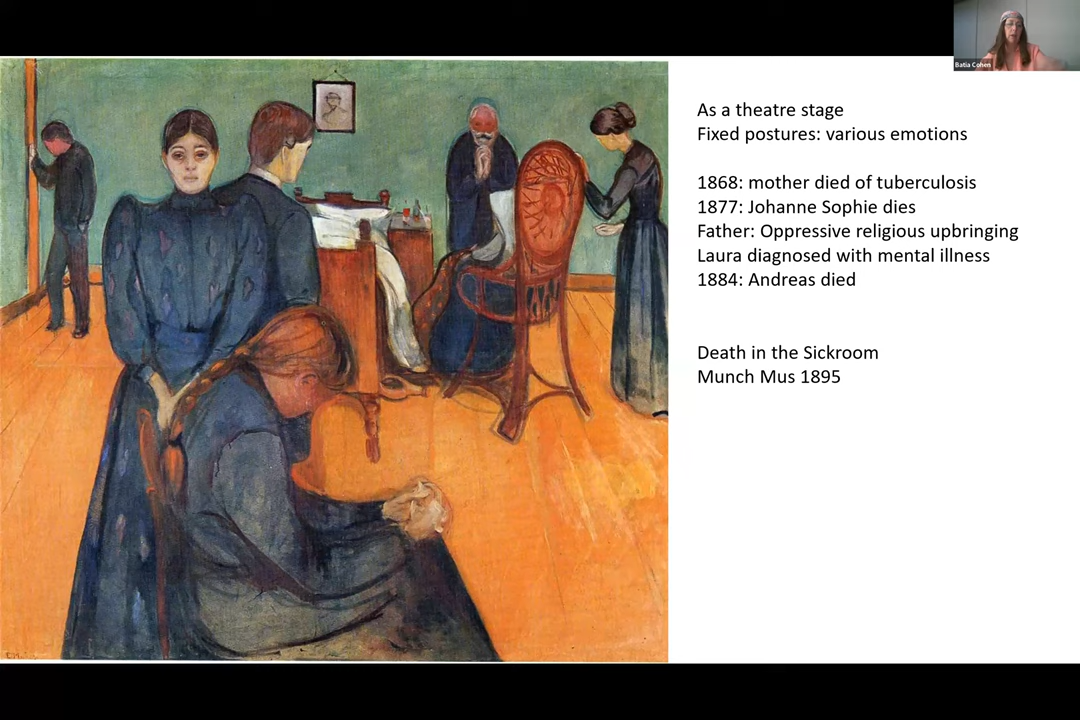 Batia Cohen
As a theatre stage
Fixed postures: various emotions
1868: mother died of tuberculosis
1877: Johanne Sophie dies
Father: Oppressive religious upbringing
Laura diagnosed with mental illness
1884: Andreas died
Death in the Sickroom
Munch Mus 1895